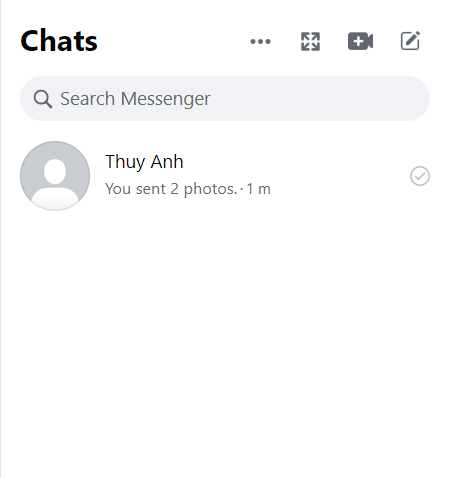 Chats
Search Messenger
Thuy Anh
You sent 2 photos. · 1 m